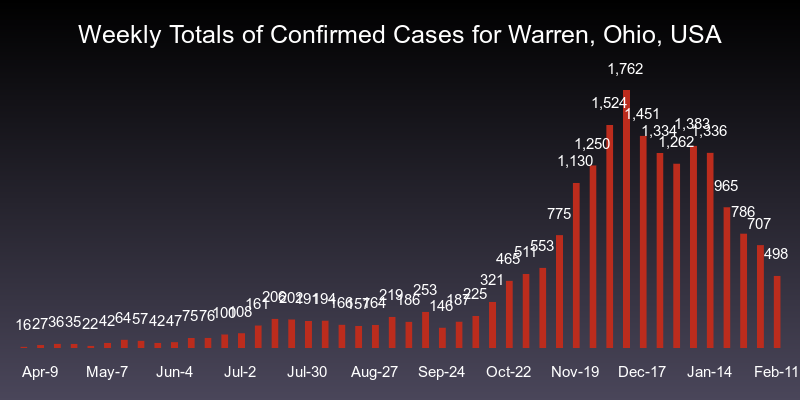 Weekly Totals of Confirmed Cases for Warren, Ohio, USA
16 27 36 35 22 42 64 57 42 47 75 76 100 108 161 206 202 191 194 166 157 164 219 186 253 146 187 225 321 465 511 553 775 1,130 1,250 1,524 1,762 1,451 1,334 1,262 1,383 1,336 965 786 707 498
Apr-9 May-7 Jun-4 Jul-2 Jul-30 Aug-27 Sep-24 Oct-22 Nov-19 Dec-17 Jan-14 Feb-11